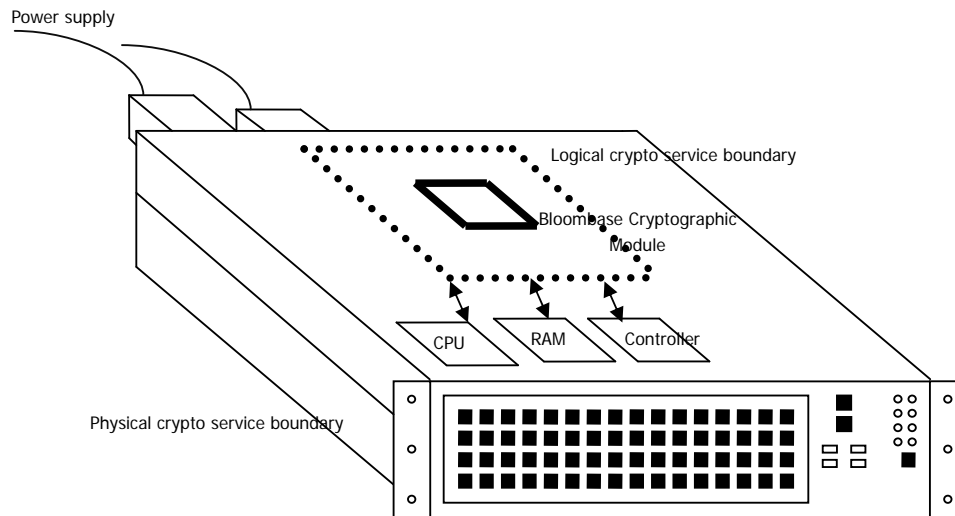 Power supply
Logical crypto service boundary
Bloombase Cryptographic
Module
CPU
RAM
Controller
Physical crypto service boundary